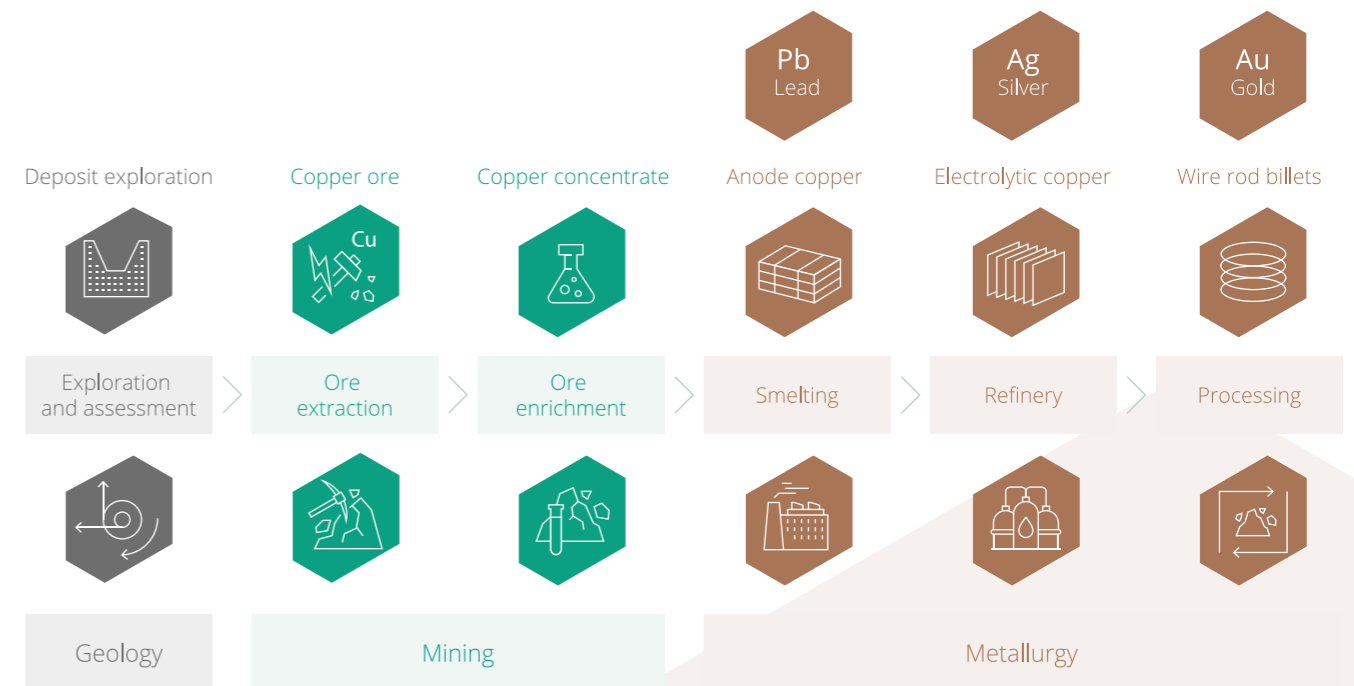 Pb
Lead
Ag
Silver
Au
Gold
Deposit exploration
Copper ore
Copper concentrate
Anode copper
Electrolytic copper
Wire rod billets
Cu
Exploration
and assessment
Ore
extraction
Ore
enrichment
Smelting
Refinery
Processing
Geology
Mining
Metallurgy